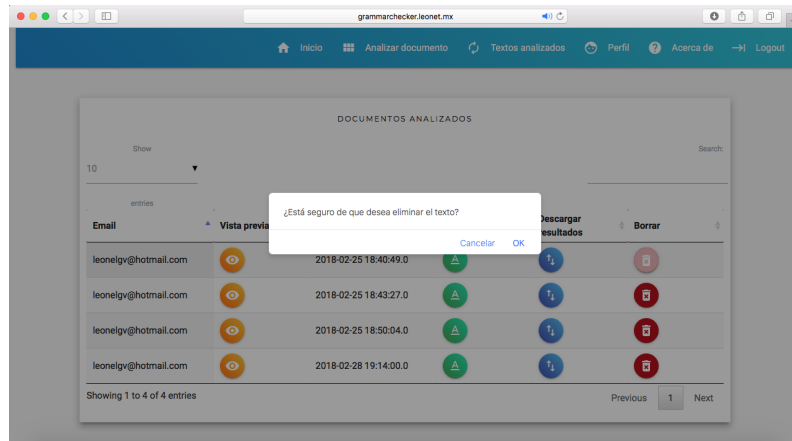 grammarchecker.leonet.mx
Inicio Analizar documento Textos analizados Perfil ? Acerca de Logout
DOCUMENTOS ANALIZADOS
Show Search:
10
entries
¿Está seguro de que desea eliminar el texto?
Cancelar OK
Email Vista previa Descargar resultados Borrar
leonelgv@hotmail.com 2018-02-25 18:40:49.0 A
leonelgv@hotmail.com 2018-02-25 18:43:27.0 A
leonelgv@hotmail.com 2018-02-25 18:50:04.0 A
leonelgv@hotmail.com 2018-02-28 19:14:00.0 A
Showing 1 to 4 of 4 entries Previous 1 Next